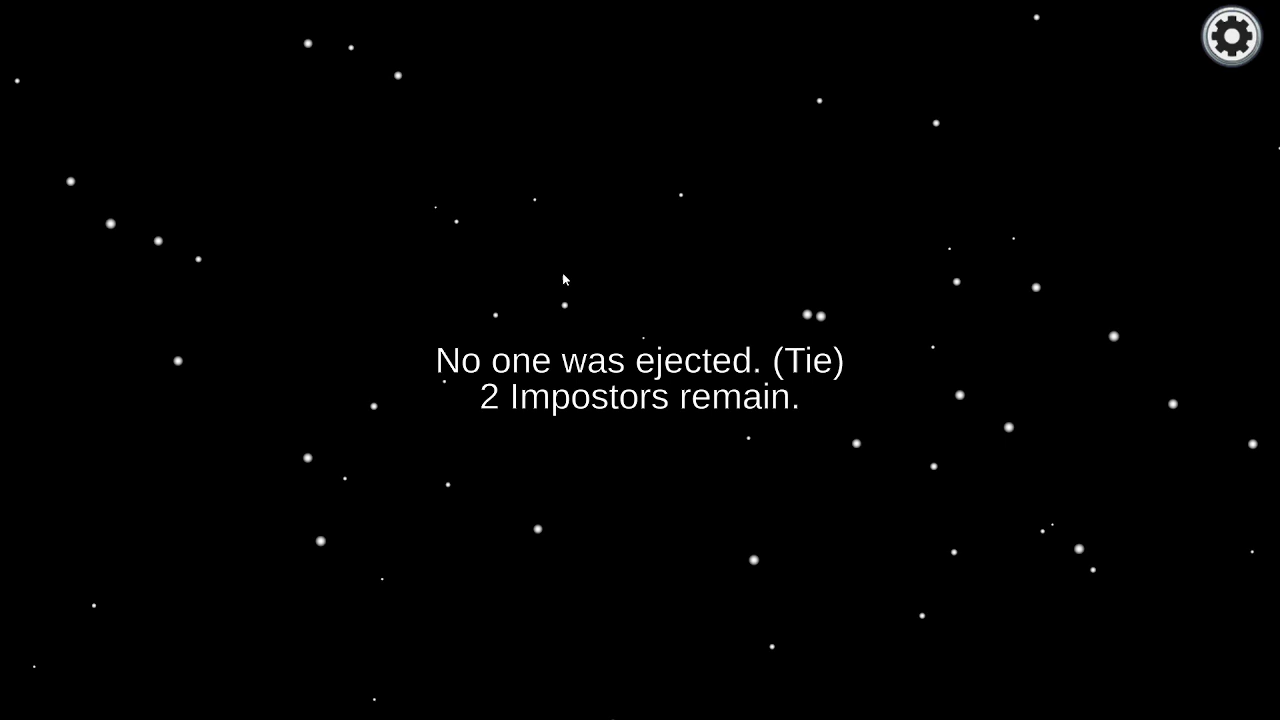 No one was ejected. (Tie)
2 Impostors remain.